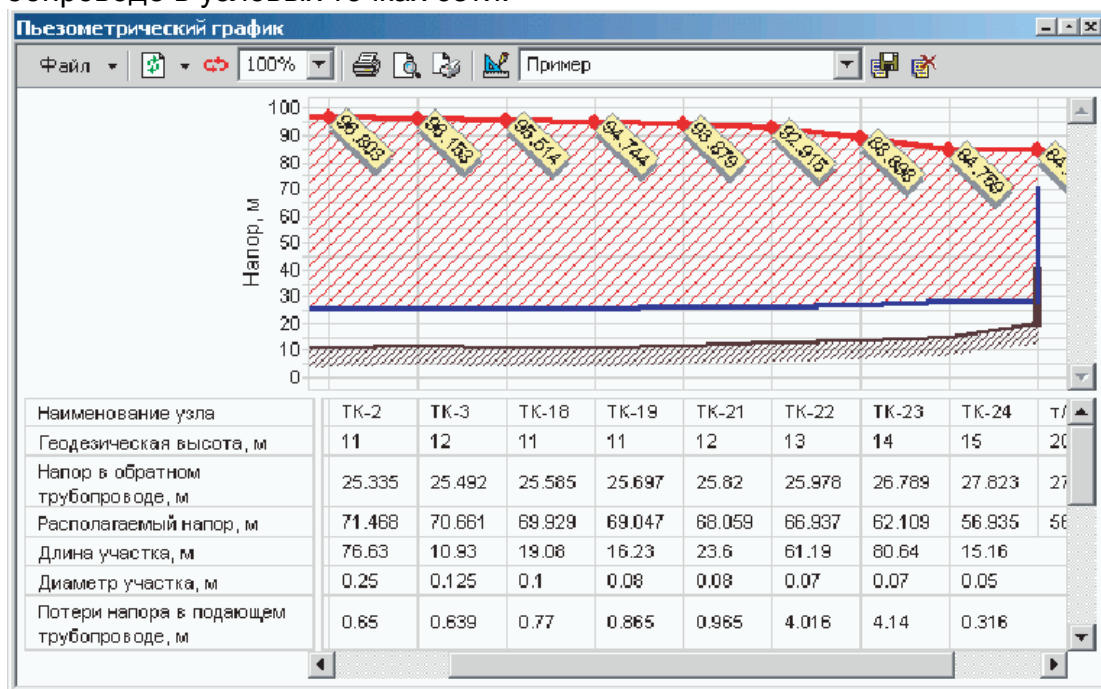 Пьезометрический график
Файл 100% Пример
Напор, м
100
90
80
70
60
50
40
30
20
10
0
96.803 96.153 95.514 94.744 93.879 92.915 84.759
Наименование узла ТК-2 ТК-3 ТК-18 ТК-19 ТК-21 ТК-22 ТК-23 ТК-24
Геодезическая высота, м 11 12 11 11 12 13 14 15 20
Напор в обратном
трубопроводе, м
25.335 25.492 25.585 25.697 25.82 25.978 26.789 27.823 27
Располагаемый напор, м 71.468 70.661 69.929 69.047 68.059 66.937 62.109 56.935 56
Длина участка, м 76.63 10.93 19.08 16.23 23.6 61.19 80.64 15.16
Диаметр участка, м 0.25 0.125 0.1 0.08 0.08 0.07 0.07 0.05
Потери напора в подающем
трубопроводе, м
0.65 0.639 0.77 0.865 0.965 4.016 4.14 0.316